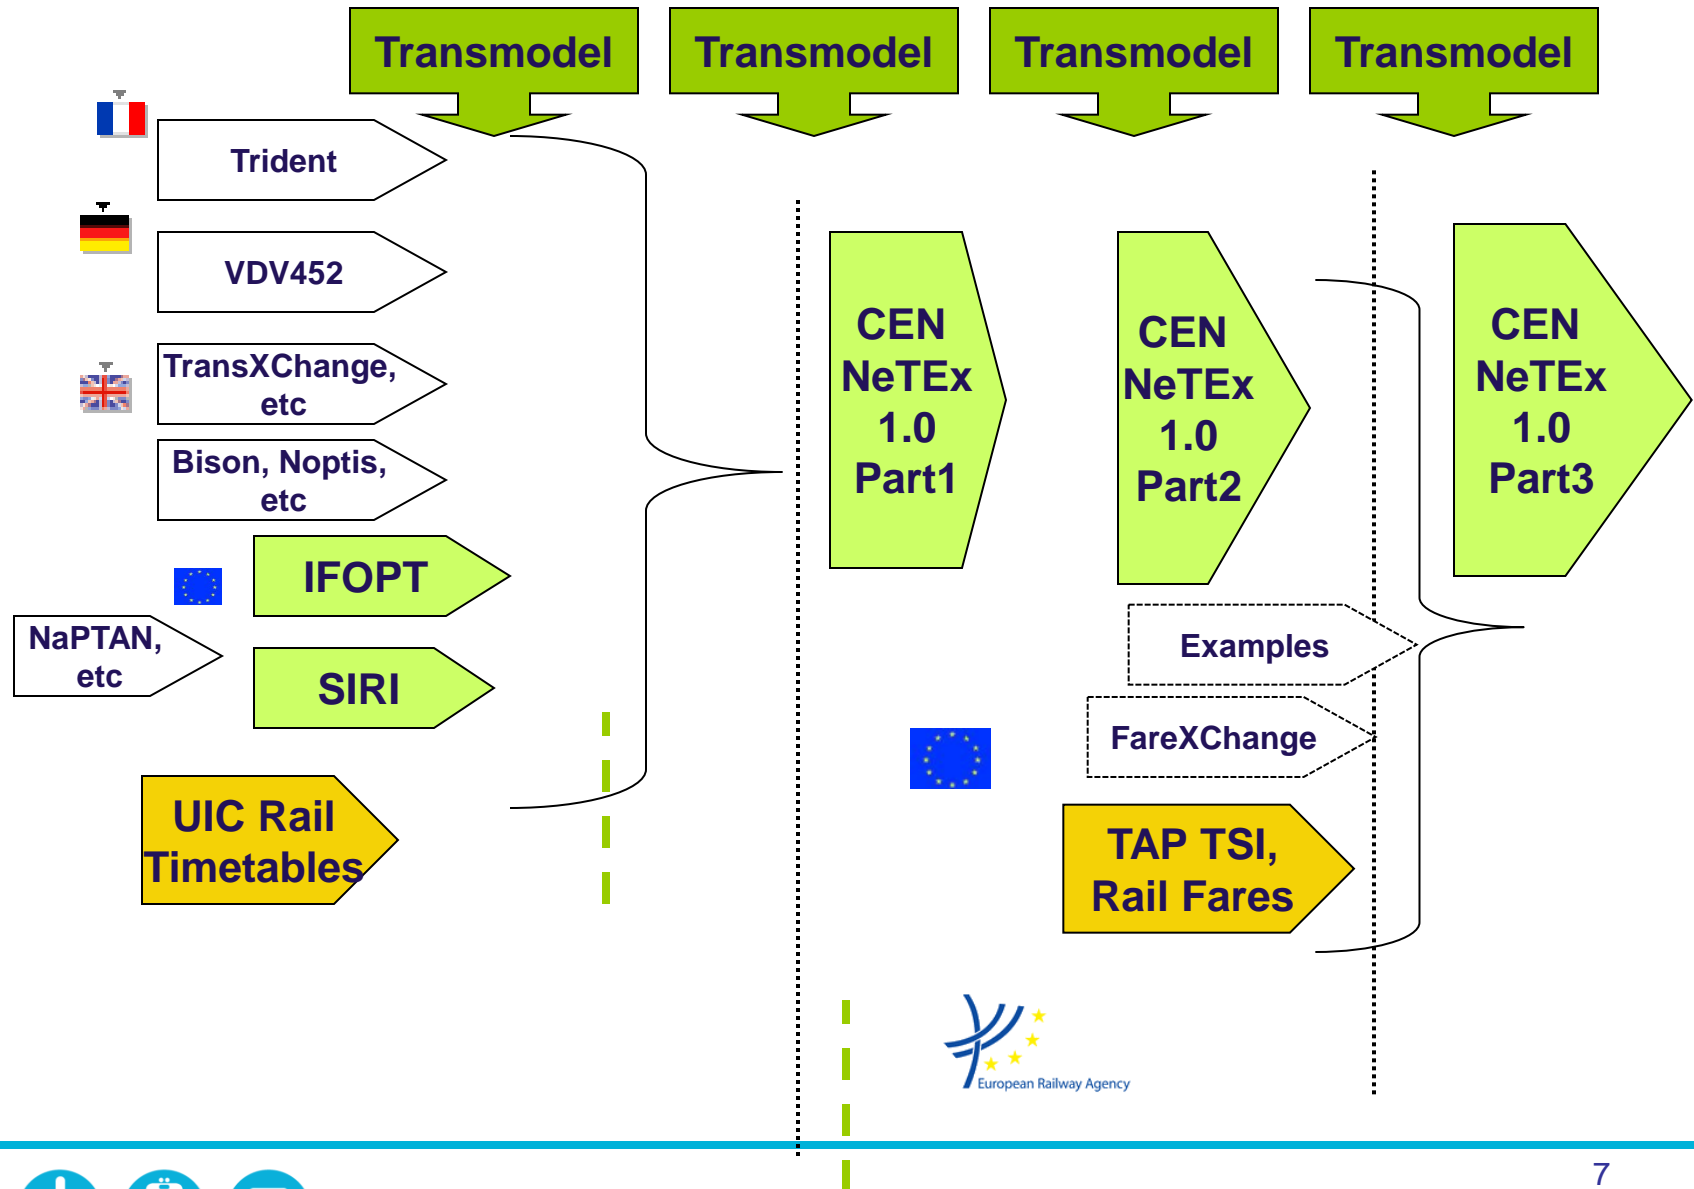 Transmodel
Transmodel
Transmodel
Transmodel
Trident
VDV452
TransXChange,
etc
Bison, Noptis,
etc
IFOPT
NaPTAN,
etc
SIRI
UIC Rail
Timetables
CEN
NeTEx
1.0
Part1
CEN
NeTEx
1.0
Part2
CEN
NeTEx
1.0
Part3
Examples
FareXChange
TAP TSI,
Rail Fares
European Railway Agency
7